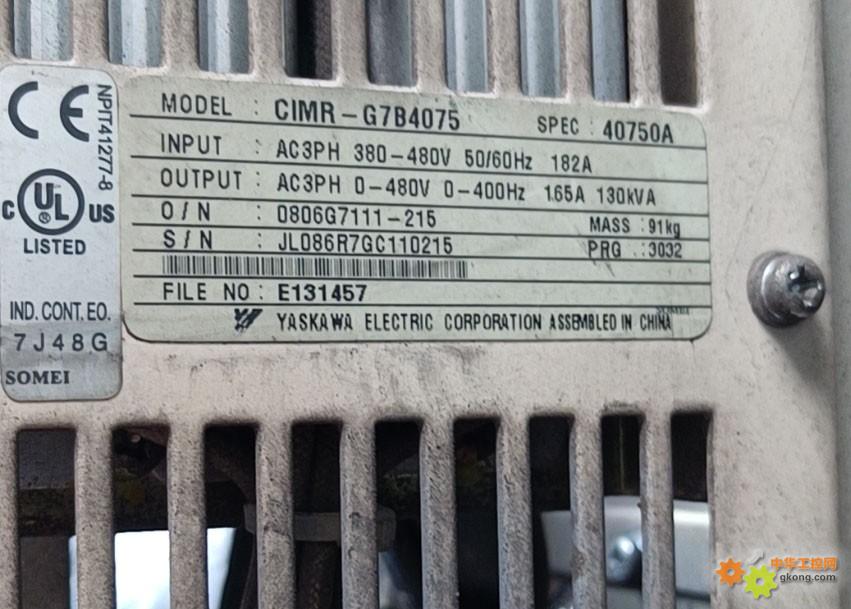 CE
NPIT41277-8
C UL US
LISTED
IND. CONT. EQ.
7J48G
SOMEI
MODEL : CIMR-G7B4075 SPEC : 40750A
INPUT : AC3PH 380-480V 50/60Hz 182A
OUTPUT : AC3PH 0-480V 0-400Hz 165A 130kVA
O/N : 0806G7111-215 MASS : 91kg
S/N : JL086R7GC110215 PRG : 3032
FILE NO : E131457
YASKAWA ELECTRIC CORPORATION ASSEMBLED IN CHINA
SOMEI
中华工控网
gkong.com